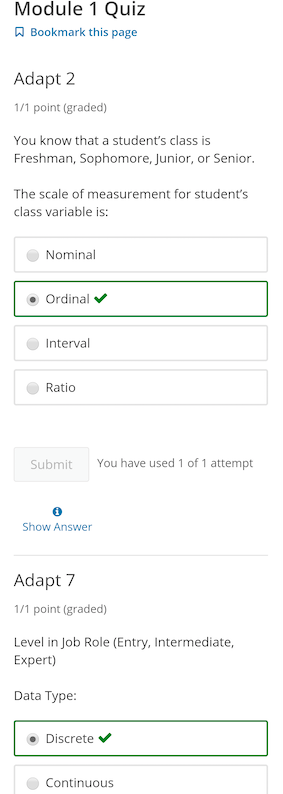 Module 1 Quiz
Bookmark this page
Adapt 2
1/1 point (graded)
You know that a student’s class is
Freshman, Sophomore, Junior, or Senior.
The scale of measurement for student’s
class variable is:
Nominal
Ordinal
Interval
Ratio
Submit
You have used 1 of 1 attempt
Show Answer
Adapt 7
1/1 point (graded)
Level in Job Role (Entry, Intermediate,
Expert)
Data Type:
Discrete
Continuous